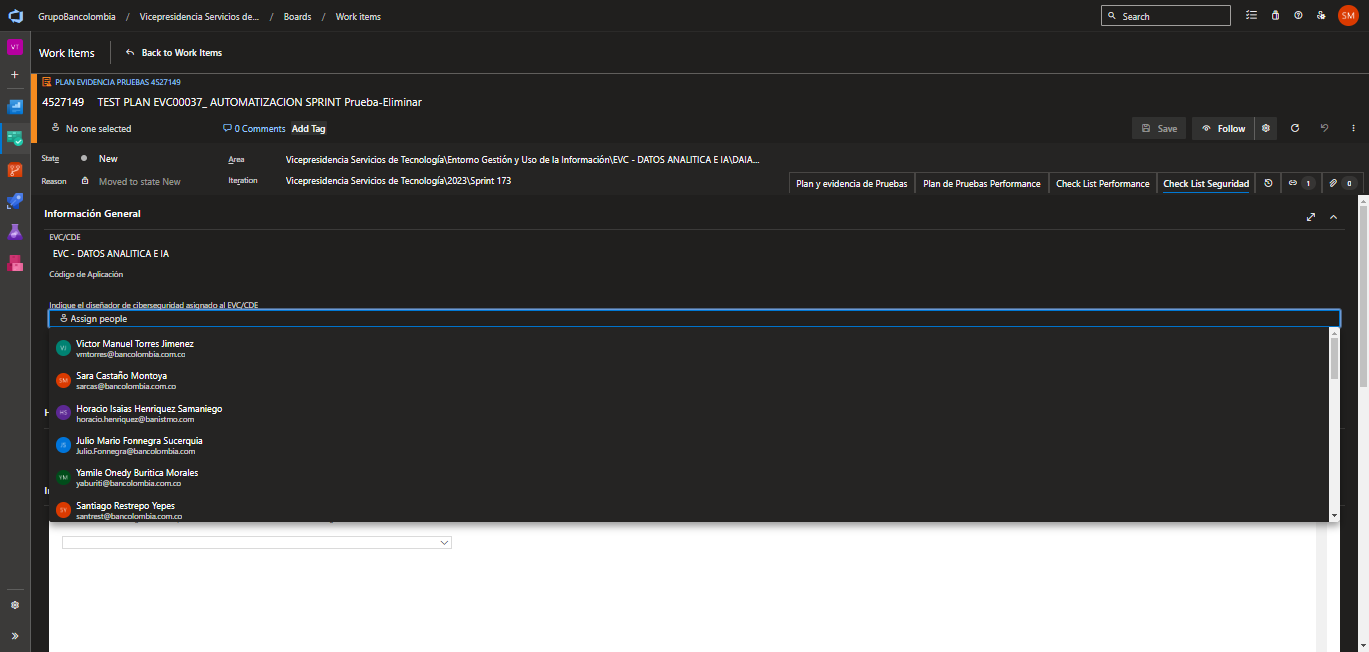 GrupoBancolombia / Vicepresidencia Servicios de... / Boards / Work items
Search
SM
VT
Work Items
Back to Work Items
PLAN EVIDENCIA PRUEBAS 4527149
4527149 TEST PLAN EVC00037_ AUTOMATIZACION SPRINT Prueba-Eliminar
No one selected
0 Comments
Add Tag
Save
Follow
State
New
Area
Vicepresidencia Servicios de Tecnología\Entorno Gestión y Uso de la Información\EVC - DATOS ANALITICA E IA\DAIA...
Reason
Moved to state New
Iteration
Vicepresidencia Servicios de Tecnología\2023\Sprint 173
Plan y evidencia de Pruebas
Plan de Pruebas Performance
Check List Performance
Check List Seguridad
1
0
Información General
EVC/CDE
EVC - DATOS ANALITICA E IA
Código de Aplicación
Indique el diseñador de ciberseguridad asignado al EVC/CDE
Assign people
VJ
Victor Manuel Torres Jimenez
vmtorres@bancolombia.com.co
SM
Sara Castaño Montoya
sarcas@bancolombia.com.co
HS
Horacio Isaias Henriquez Samaniego
horacio.henriquez@banistmo.com
JS
Julio Mario Fonnegra Sucerquia
Julio.Fonnegra@bancolombia.com
YM
Yamile Onedy Buritica Morales
yaburiti@bancolombia.com.co
SY
Santiago Restrepo Yepes
santrest@bancolombia.com.co